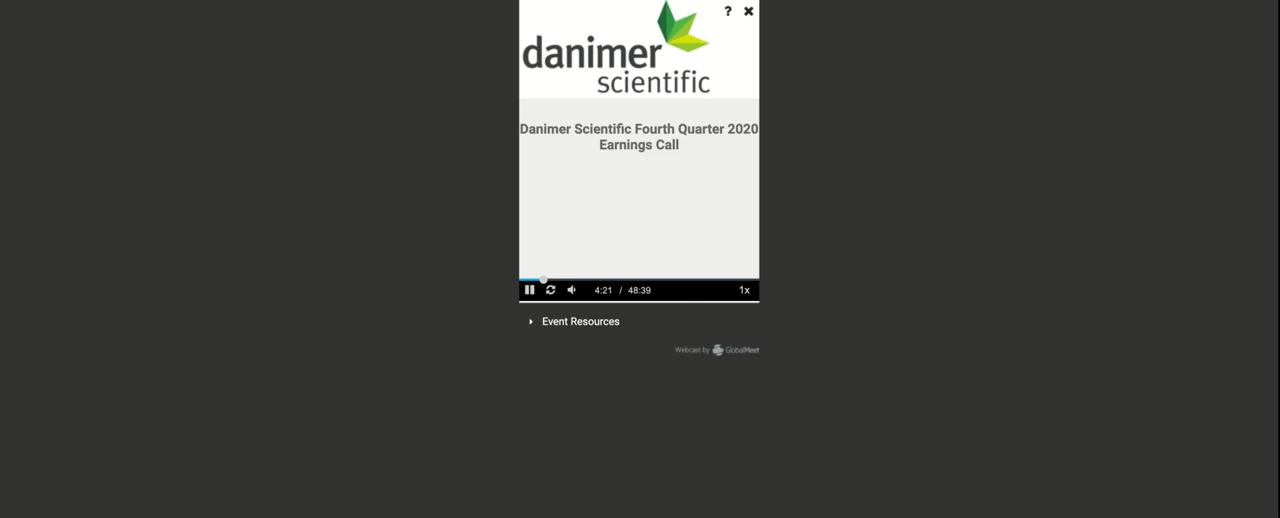 ?
danimer
scientific
Danimer Scientific Fourth Quarter 2020
Earnings Call
4:21 / 48:39 1x
Event Resources
Webcast by GlobalMeet